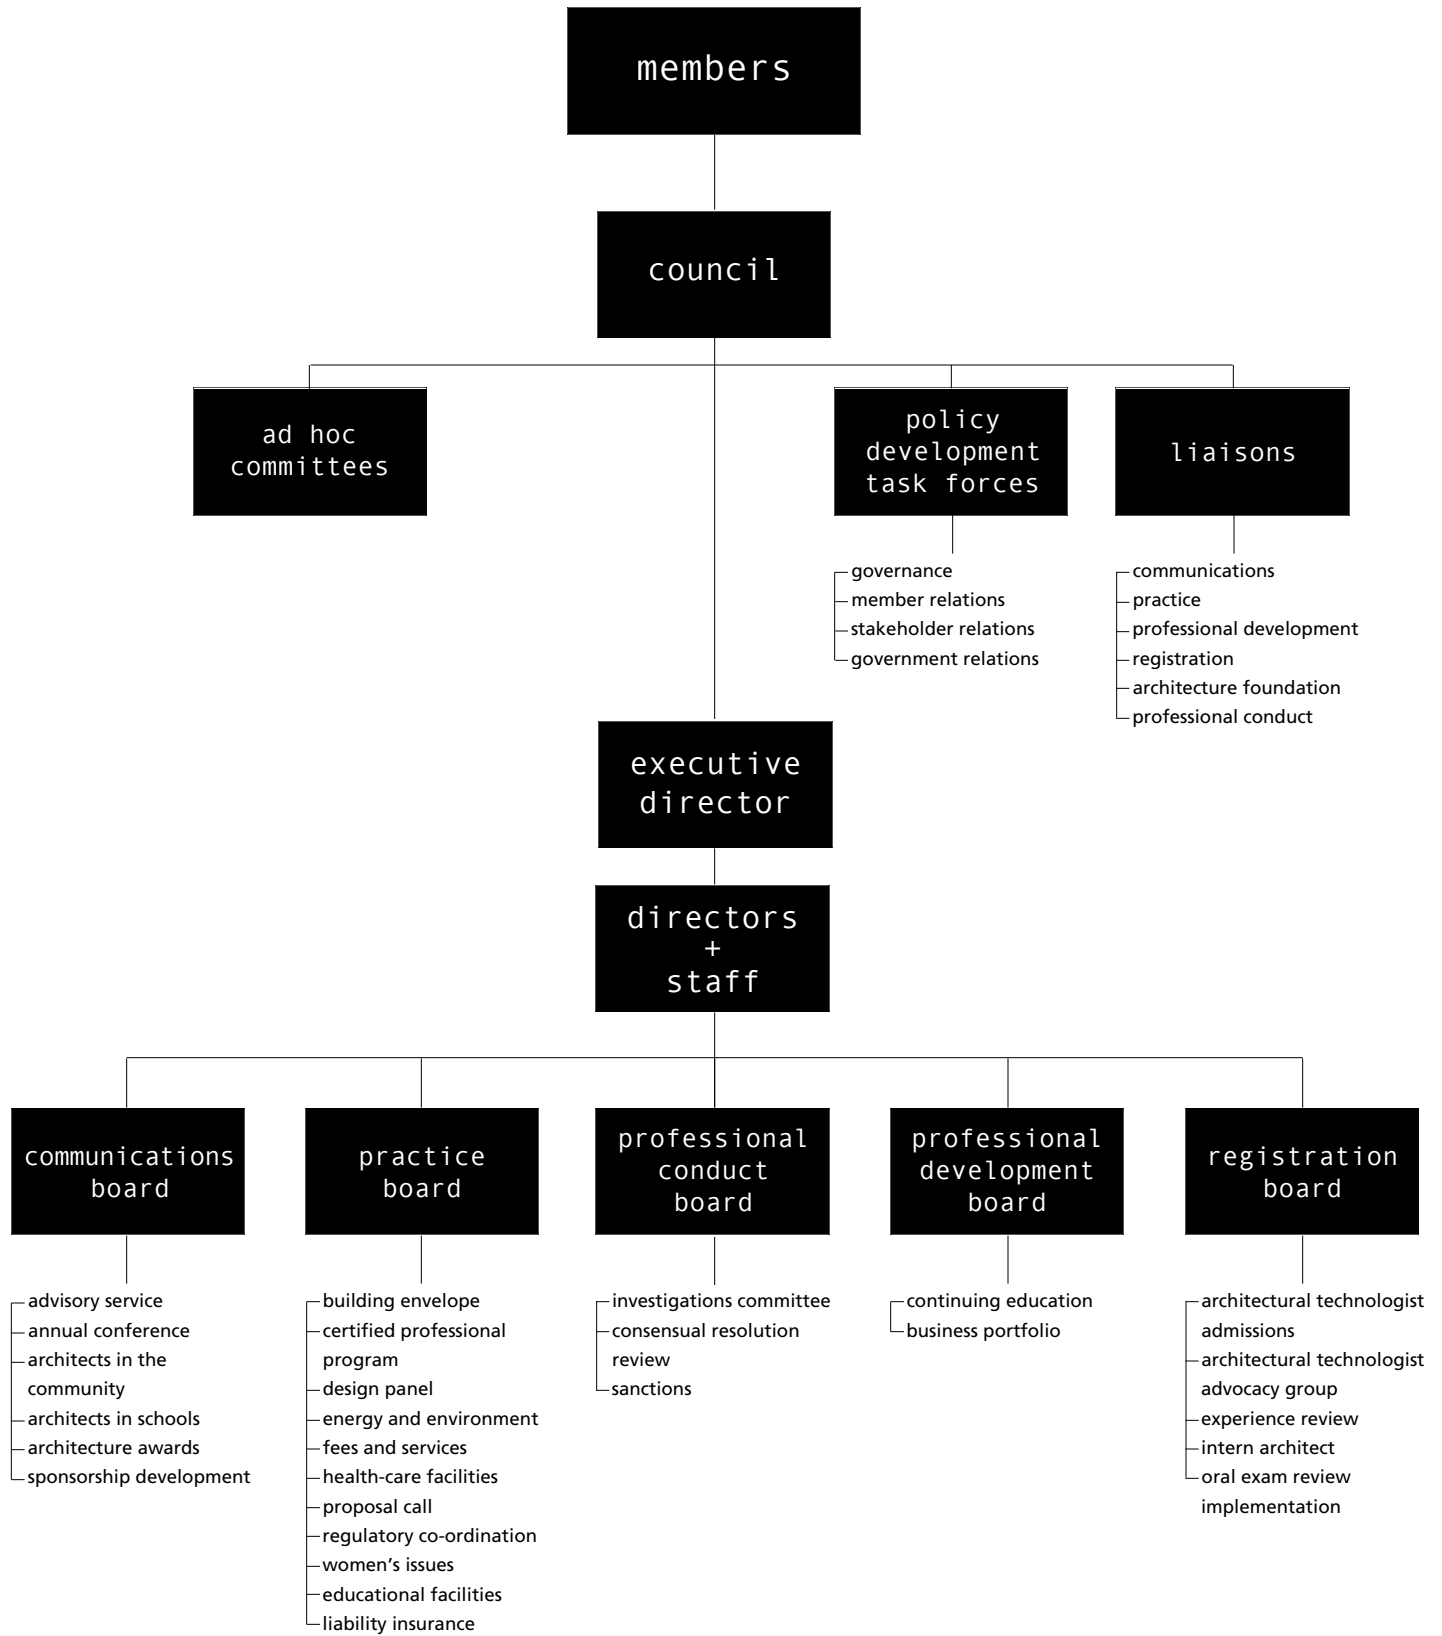 members
council
ad hoc
committees
policy
development
task forces
liaisons
governance
member relations
stakeholder relations
government relations
communications
practice
professional development
registration
architecture foundation
professional conduct
executive
director
directors
+
staff
communications
board
practice
board
professional
conduct
board
professional
development
board
registration
board
advisory service
annual conference
architects in the
community
architects in schools
architecture awards
sponsorship development
building envelope
certified professional
program
design panel
energy and environment
fees and services
health-care facilities
proposal call
regulatory co-ordination
women's issues
educational facilities
liability insurance
investigations committee
consensual resolution
review
sanctions
continuing education
business portfolio
architectural technologist
admissions
architectural technologist
advocacy group
experience review
intern architect
oral exam review
implementation